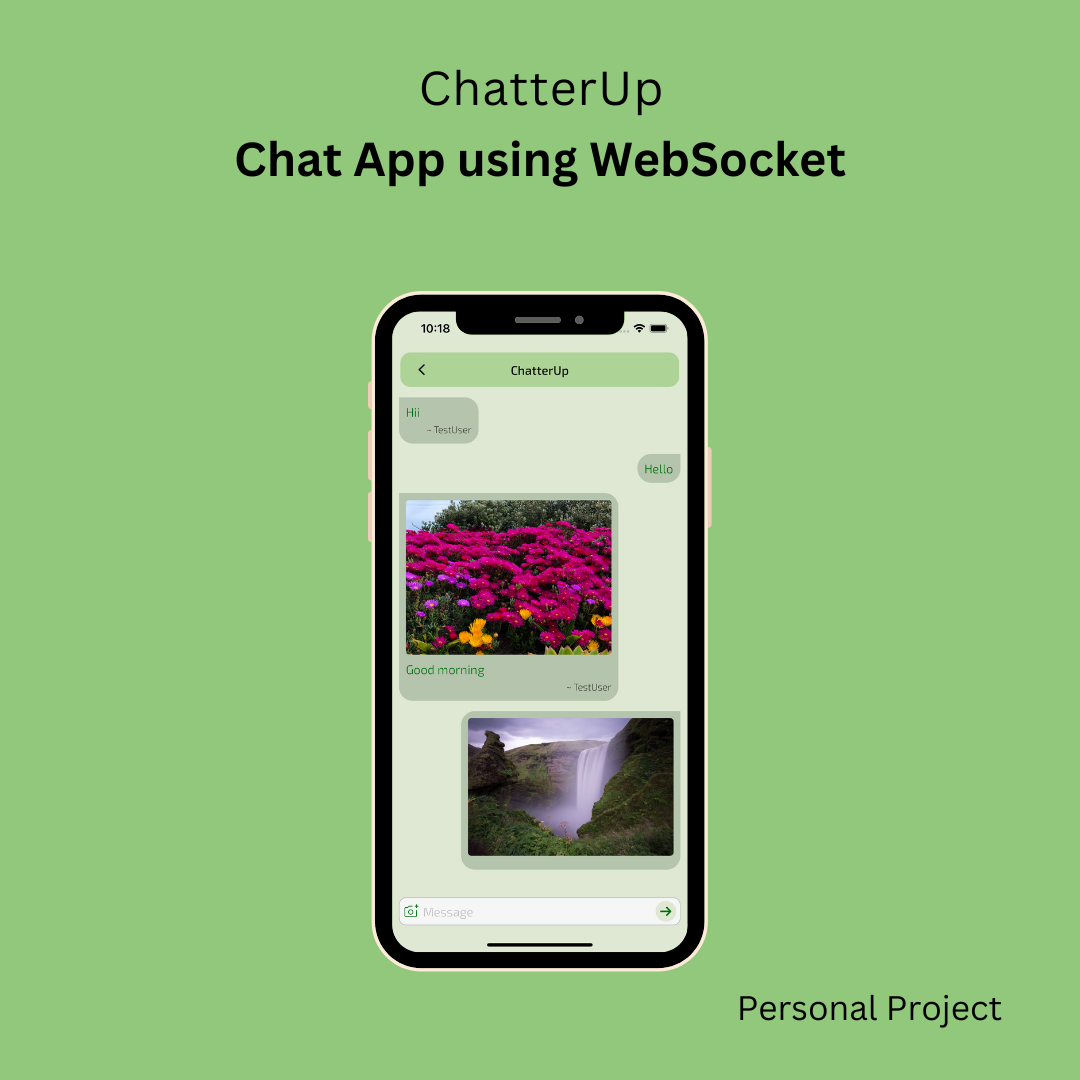 ChatterUp
Chat App using WebSocket
10:18
ChatterUp
Hii
~ TestUser
Hello
Good morning
~ TestUser
Message
Personal Project